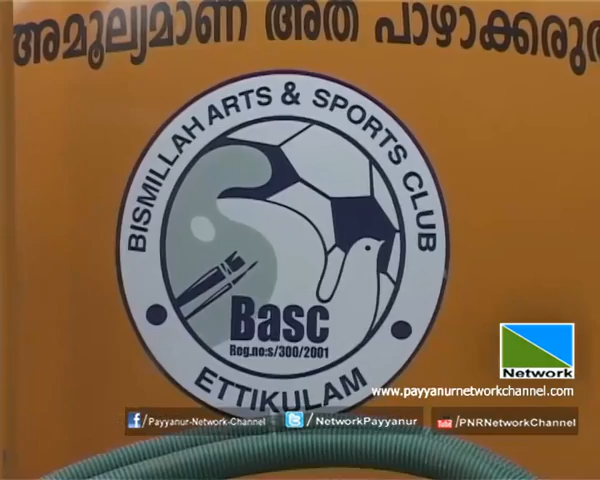 അമൂല്യമാണ് അത് പാഴാക്കരുത
BISMILLAH ARTS & SPORTS CLUB
Basc
Reg.no:s/300/2001
ETTIKULAM
Network
www.payyanurnetworkchannel.com
/Payyanur-Network-Channel /NetworkPayyanur /PNRNetworkChannel